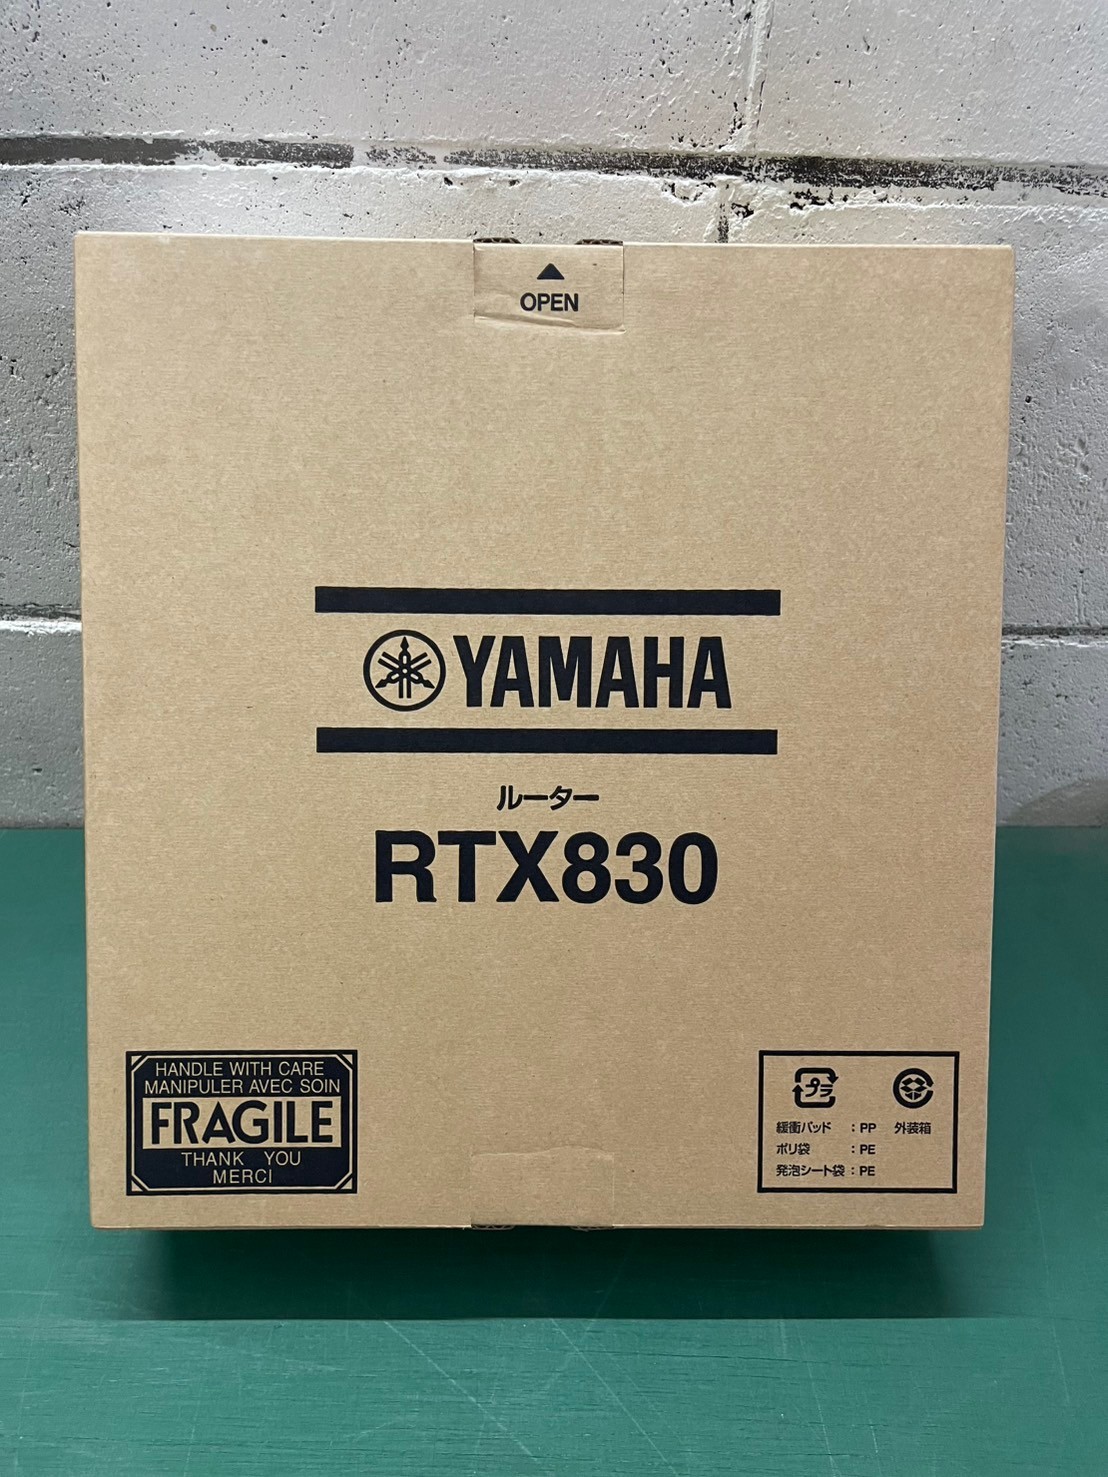 ▲
OPEN
YAMAHA
ルーター
RTX830
HANDLE WITH CARE
MANIPULER AVEC SOIN
FRAGILE
THANK YOU
MERCI
プラ
緩衝パッド : PP 外装箱
ポリ袋 : PE
発泡シート袋 : PE